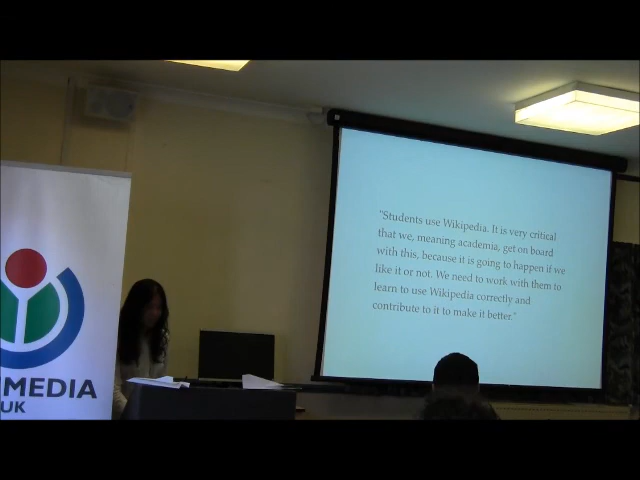 "Students use Wikipedia. It is very critical
that we, meaning academia, get on board
with this, because it is going to happen if we
like it or not. We need to work with them to
learn to use Wikipedia correctly and
contribute to it to make it better."
MEDIA
UK